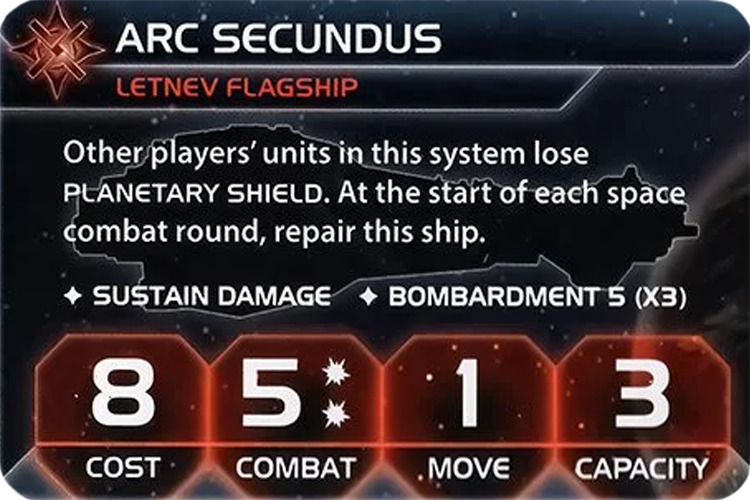 ARC SECUNDUS
LETNEV FLAGSHIP
Other players’ units in this system lose
PLANETARY SHIELD. At the start of each space
combat round, repair this ship.
SUSTAIN DAMAGE BOMBARDMENT 5 (X3)
8 5 1 3
COST COMBAT MOVE CAPACITY